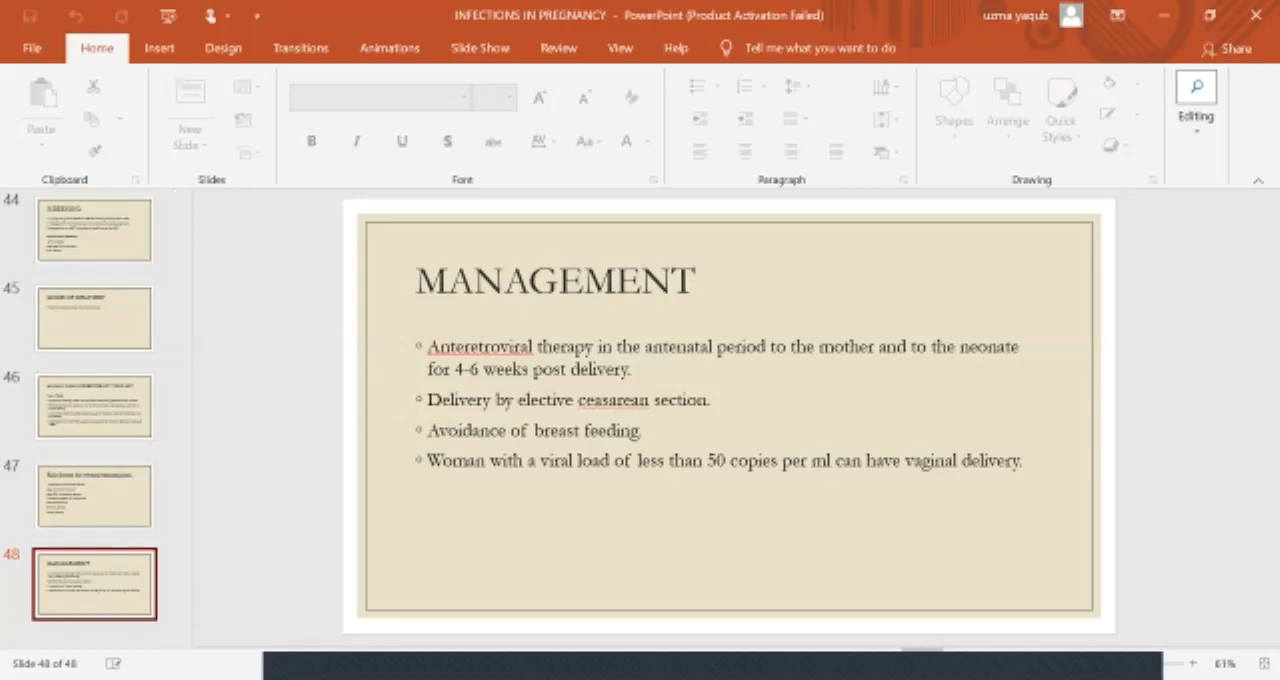 INFECTIONS IN PREGNANCY - PowerPoint (Product Activation Failed)
uzma yaqub
File Home Insert Design Transitions Animations Slide Show Review View Help Tell me what you want to do Share
Paste
New
Slide
B I U S abc AV Aa A
Shapes Arrange Quick
Styles
Editing
Clipboard Slides Font Paragraph Drawing
44
45
46
47
48
MANAGEMENT
MANAGEMENT
Anteretroviral therapy in the antenatal period to the mother and to the neonate
for 4-6 weeks post delivery.
Delivery by elective ceasarean section.
Avoidance of breast feeding.
Woman with a viral load of less than 50 copies per ml can have vaginal delivery.
Slide 48 of 48
61%